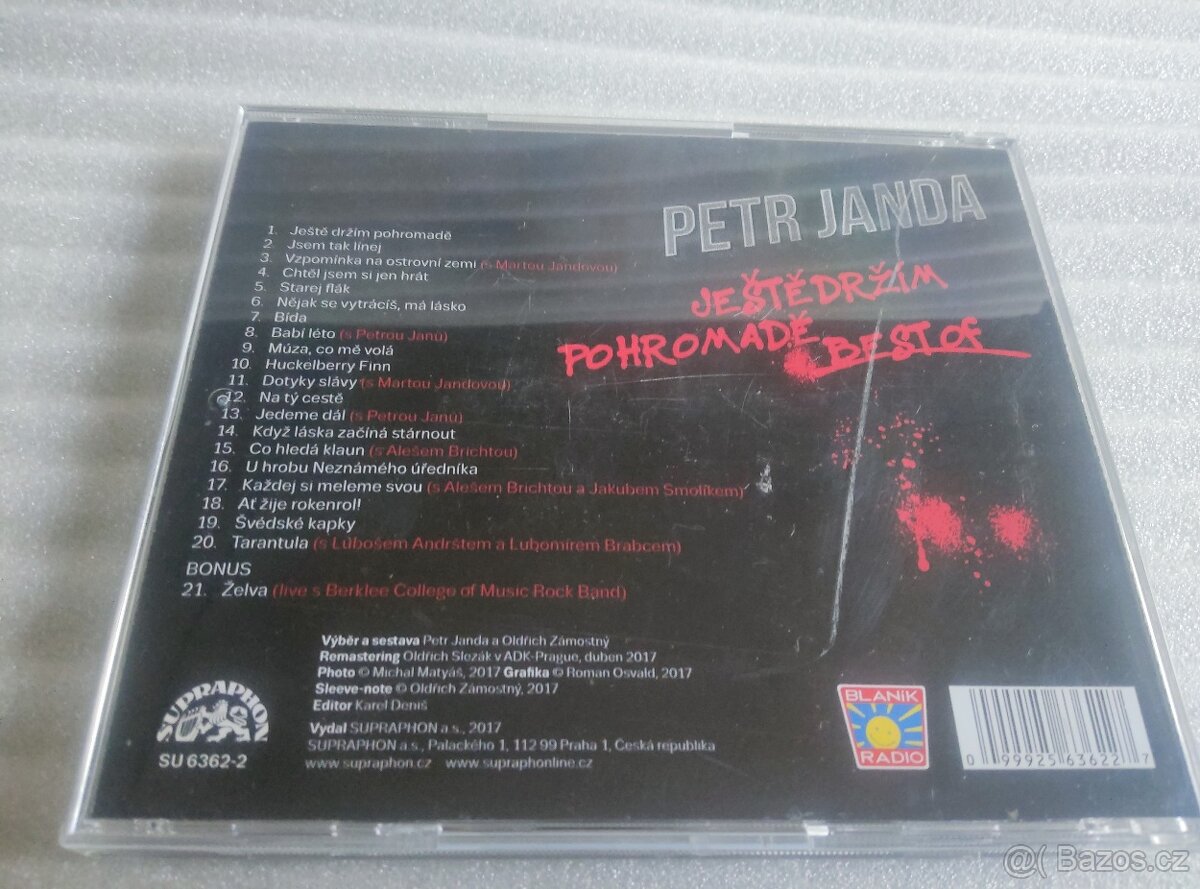 PETR JANDA
JEŠTĚ DRŽÍM
POHROMADĚ
BEST OF
1. Ještě držím pohromadě
2. Jsem tak línej
3. Vzpomínka na ostrovní zemi (s Martou Jandovou)
4. Chtěl jsem si jen hrát
5. Starej flák
6. Nějak se vytrácíš, má lásko
7. Bída
8. Babí léto (s Petrou Janů)
9. Múza, co mě volá
10. Huckelberry Finn
11. Dotyky slávy (s Martou Jandovou)
12. Na tý cestě
13. Jedeme dál (s Petrou Janů)
14. Když láska začíná stárnout
15. Co hledá klaun (s Alešem Brichtou)
16. U hrobu Neznámého úředníka
17. Každej si meleme svou (s Alešem Brichtou a Jakubem Smolíkem)
18. Ať žije rokenrol!
19. Švédské kapky
20. Tarantula (s Lubošem Andrštem a Lubomírem Brabcem)
BONUS
21. Želva (live s Berklee College of Music Rock Band)
Výběr a sestava Petr Janda a Oldřich Zámostný
Remastering Oldřich Slezák v ADK-Prague, duben 2017
Photo © Michal Matyáš, 2017 Grafika © Roman Osvald, 2017
Sleeve-note © Oldřich Zámostný, 2017
Editor Karel Deniš
Vydal SUPRAPHON a.s., 2017
SUPRAPHON a.s., Palackého 1, 112 99 Praha 1, Česká republika
www.supraphon.cz www.supraphonline.cz
SUPRAPHON
SU 6362-2
BLANÍK
RADIO
0 99925 63622 7
@( Bazos.cz